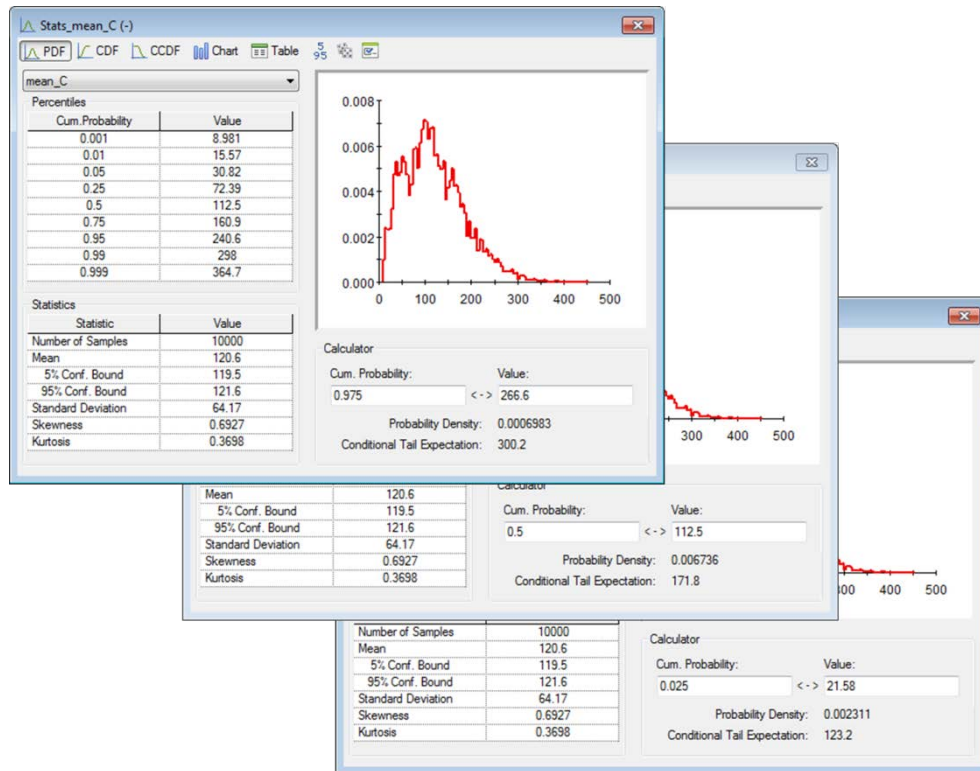 Stats_mean_C (-)
PDF CDF CCDF Chart Table 5 95
mean_C
Percentiles
Cum.Probability Value
0.001 8.981
0.01 15.57
0.05 30.82
0.25 72.39
0.5 112.5
0.75 160.9
0.95 240.6
0.99 298
0.999 364.7
Statistics
Statistic Value
Number of Samples 10000
Mean 120.6
5% Conf. Bound 119.5
95% Conf. Bound 121.6
Standard Deviation 64.17
Skewness 0.6927
Kurtosis 0.3698
0.008
0.006
0.004
0.002
0.000
0 100 200 300 400 500
Calculator
Cum. Probability: Value:
0.975 <-> 266.6
Probability Density: 0.0006983
Conditional Tail Expectation: 300.2
300 400 500
Mean 120.6
5% Conf. Bound 119.5
95% Conf. Bound 121.6
Standard Deviation 64.17
Skewness 0.6927
Kurtosis 0.3698
Calculator
Cum. Probability: Value:
0.5 <-> 112.5
Probability Density: 0.006736
Conditional Tail Expectation: 171.8
300 400 500
Number of Samples 10000
Mean 120.6
5% Conf. Bound 119.5
95% Conf. Bound 121.6
Standard Deviation 64.17
Skewness 0.6927
Kurtosis 0.3698
Calculator
Cum. Probability: Value:
0.025 <-> 21.58
Probability Density: 0.002311
Conditional Tail Expectation: 123.2